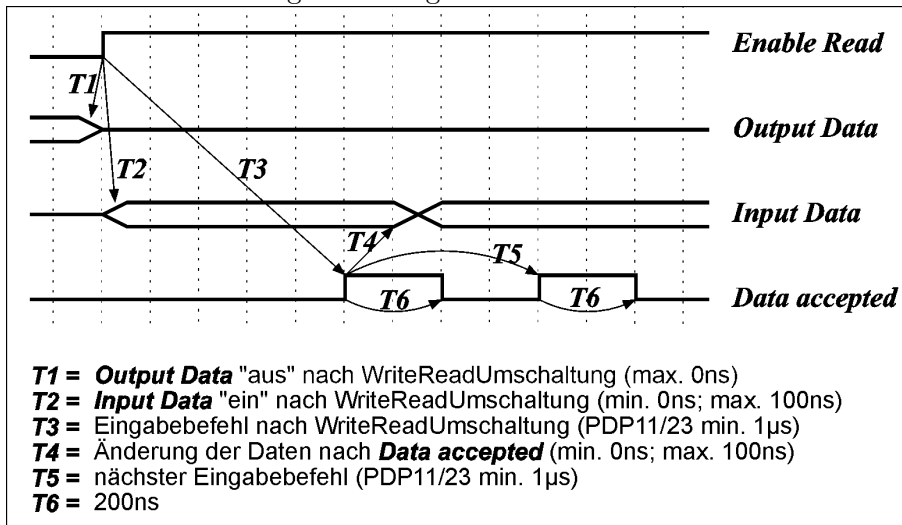 Enable Read
T1
Output Data
T2
T3
Input Data
T4
T5
T6
T6
Data accepted
T1 = Output Data "aus" nach WriteReadUmschaltung (max. 0ns)
T2 = Input Data "ein" nach WriteReadUmschaltung (min. 0ns; max. 100ns)
T3 = Eingabebefehl nach WriteReadUmschaltung (PDP11/23 min. 1µs)
T4 = Änderung der Daten nach Data accepted (min. 0ns; max. 100ns)
T5 = nächster Eingabebefehl (PDP11/23 min. 1µs)
T6 = 200ns